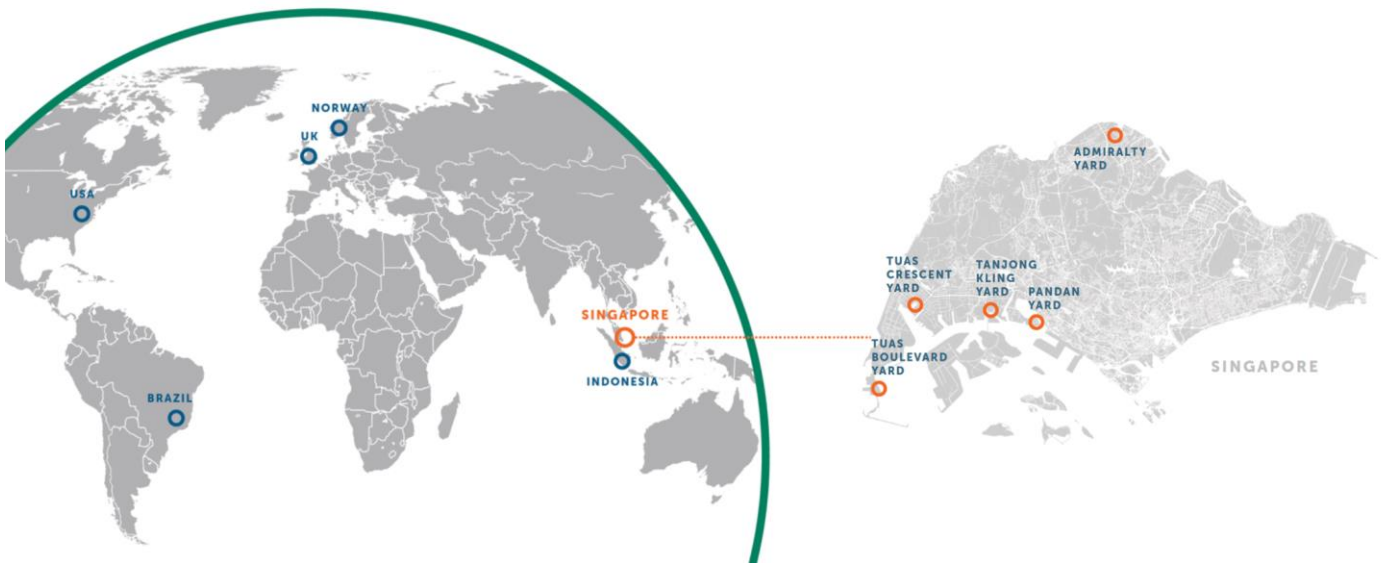 NORWAY
UK
USA
SINGAPORE
INDONESIA
BRAZIL
ADMIRALTY
YARD
TUAS
CRESCENT
YARD
TANJONG
KLING
YARD
PANDAN
YARD
TUAS
BOULEVARD
YARD
SINGAPORE